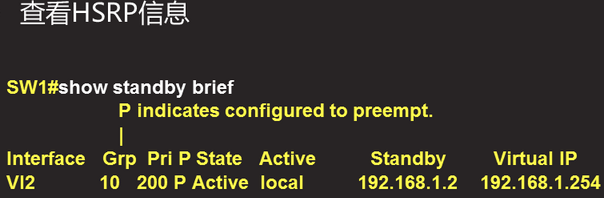 查看HSRP信息
SW1#show standby brief
P indicates configured to preempt.
|
Interface Grp Pri P State Active Standby Virtual IP
Vl2 10 200 P Active local 192.168.1.2 192.168.1.254